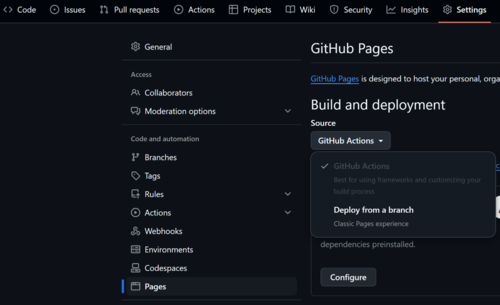 Code
Issues
Pull requests
Actions
Projects
Wiki
Security
Insights
Settings
General
Access
Collaborators
Moderation options
Code and automation
Branches
Tags
Rules
Actions
Webhooks
Environments
Codespaces
Pages
GitHub Pages
GitHub Pages is designed to host your personal, orga
Build and deployment
Source
GitHub Actions
GitHub Actions
Best for using frameworks and customizing your
build process
Deploy from a branch
Classic Pages experience
dependencies preinstalled.
Configure